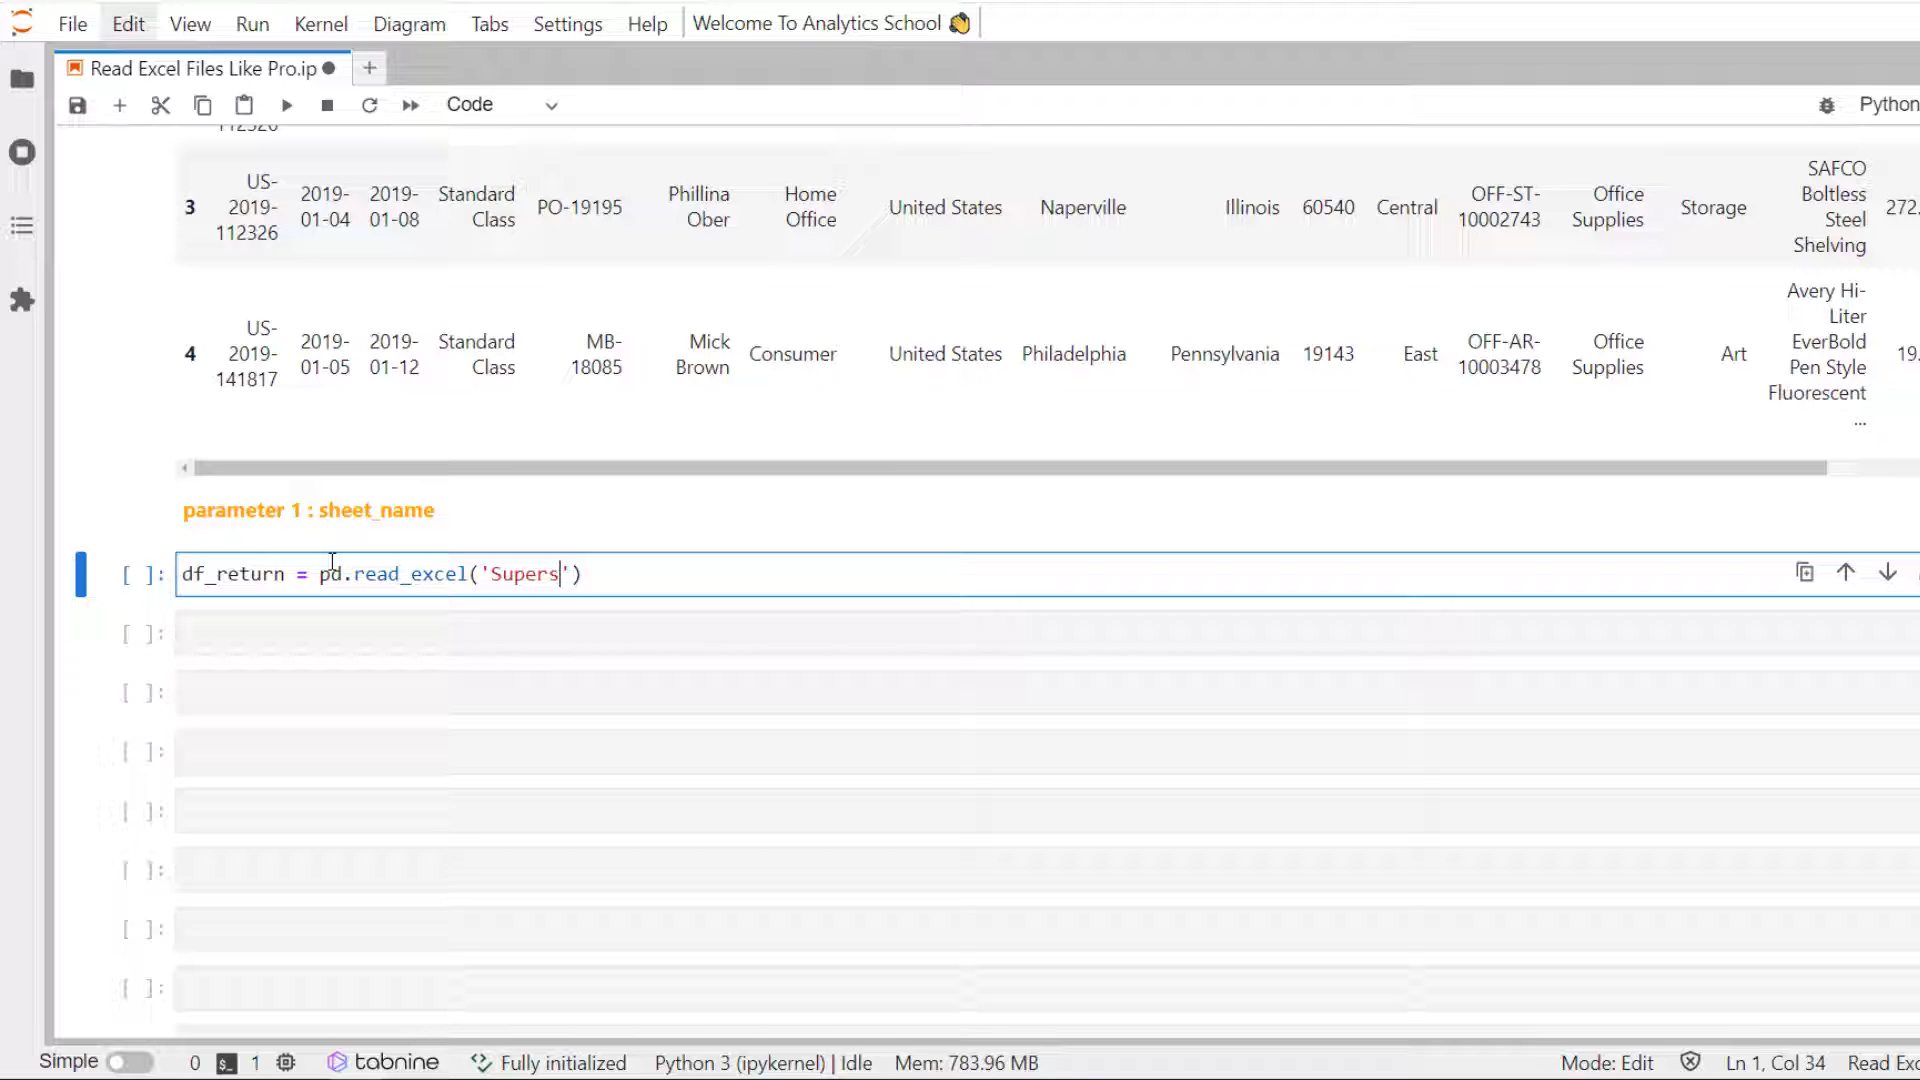 File Edit View Run Kernel Diagram Tabs Settings Help Welcome To Analytics School 👋
Read Excel Files Like Pro.ip
Code Python
112326
3 US-2019-112326 2019-01-04 2019-01-08 Standard Class PO-19195 Phillina Ober Home Office United States Naperville Illinois 60540 Central OFF-ST-10002743 Office Supplies Storage SAFCO Boltless Steel Shelving 272.
4 US-2019-141817 2019-01-05 2019-01-12 Standard Class MB-18085 Mick Brown Consumer United States Philadelphia Pennsylvania 19143 East OFF-AR-10003478 Office Supplies Art Avery Hi-Liter EverBold Pen Style Fluorescent ... 19.
parameter 1 : sheet_name
[ ]: df_return = pd.read_excel('Supers')
[ ]:
[ ]:
[ ]:
[ ]:
[ ]:
[ ]:
[ ]:
Simple 0 $_ 1 tabnine Fully initialized Python 3 (ipykernel) | Idle Mem: 783.96 MB Mode: Edit Ln 1, Col 34 Read Exc